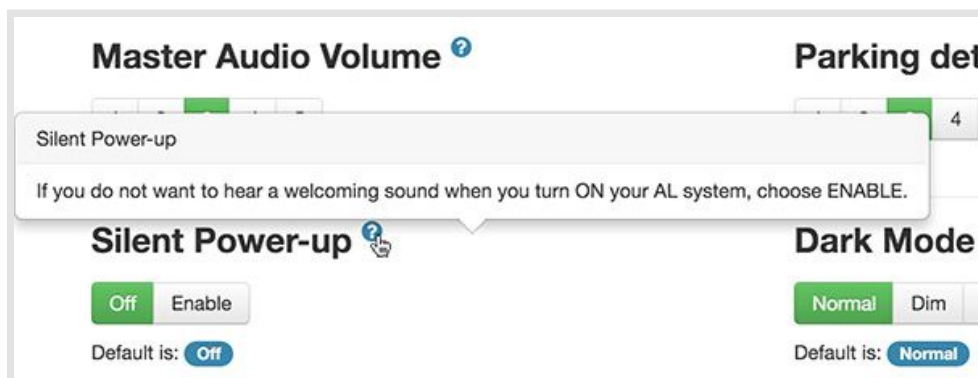 Master Audio Volume ?
Parking det
4
Silent Power-up
If you do not want to hear a welcoming sound when you turn ON your AL system, choose ENABLE.
Silent Power-up ?
Dark Mode
Off Enable
Normal Dim
Default is: Off
Default is: Normal